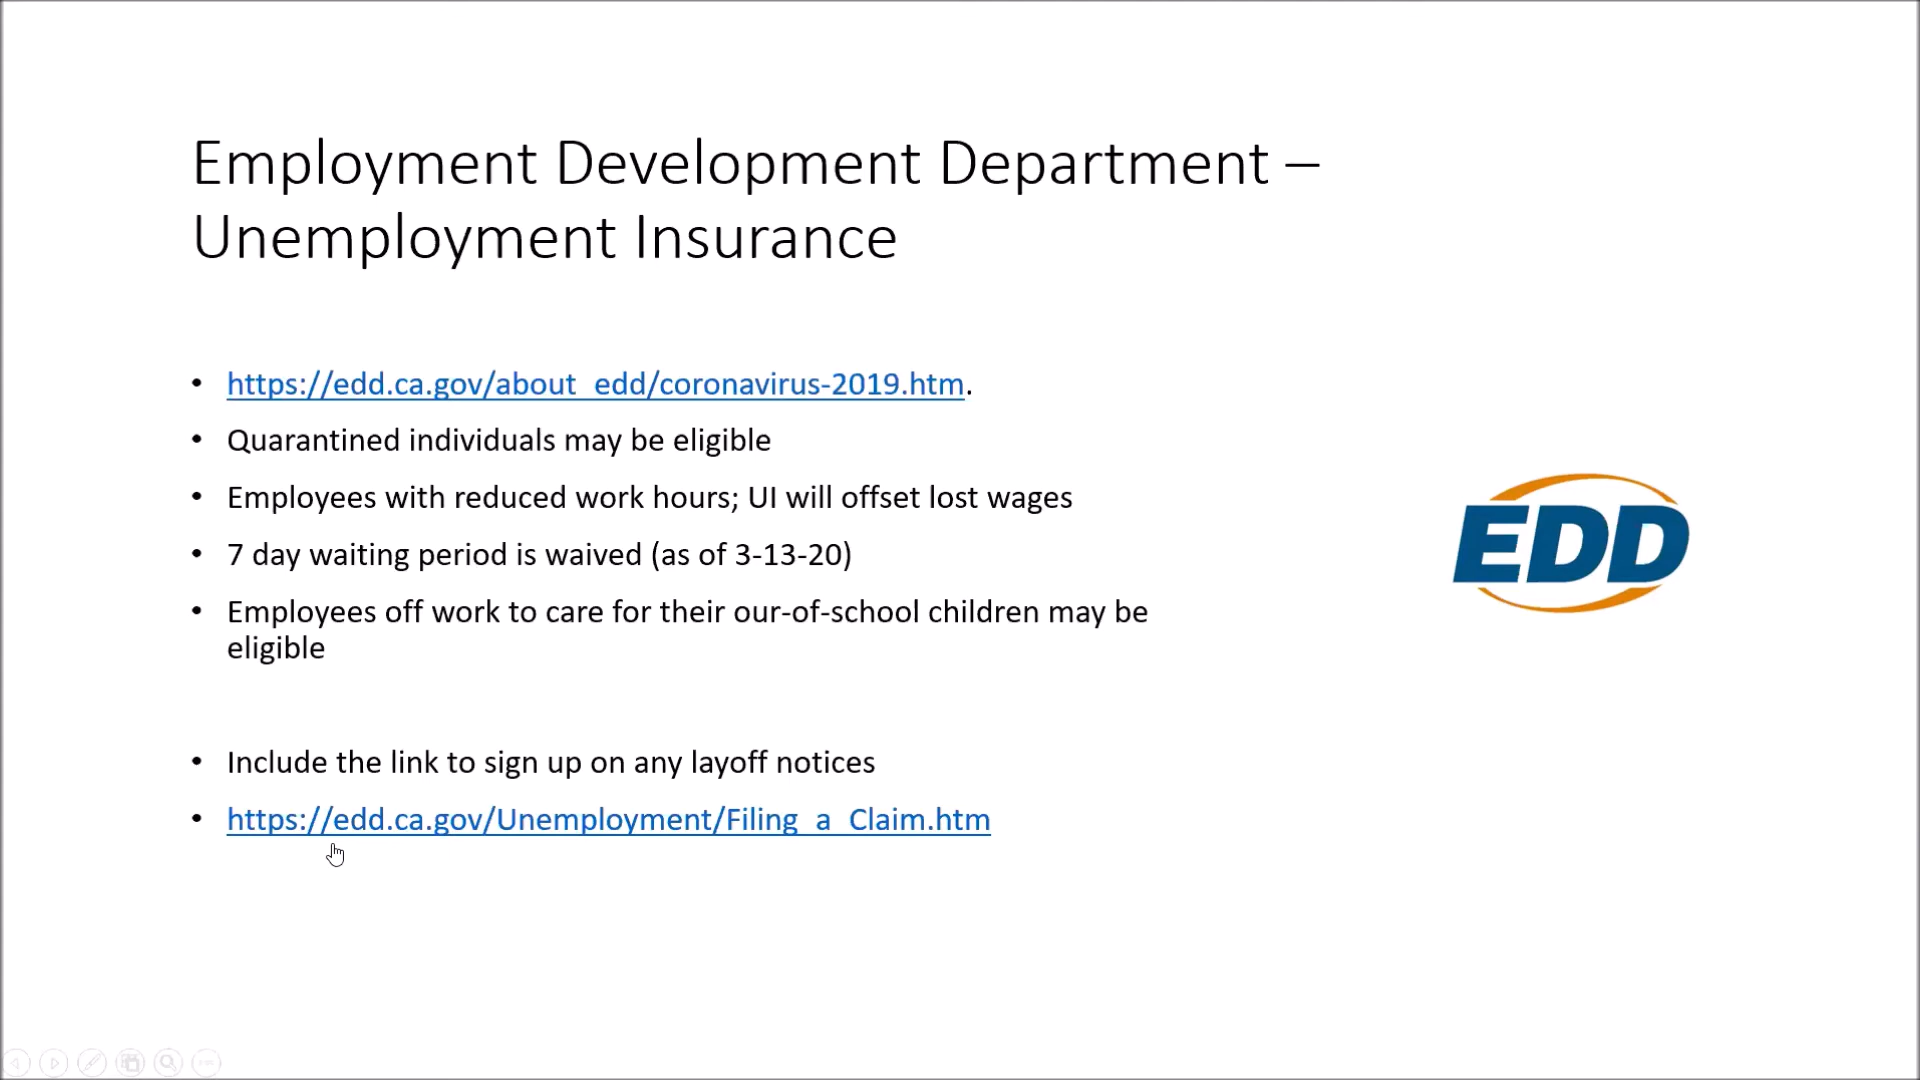 Employment Development Department –
Unemployment Insurance
• https://edd.ca.gov/about_edd/coronavirus-2019.htm.
• Quarantined individuals may be eligible
• Employees with reduced work hours; UI will offset lost wages
• 7 day waiting period is waived (as of 3-13-20)
• Employees off work to care for their our-of-school children may be
eligible
EDD
• Include the link to sign up on any layoff notices
• https://edd.ca.gov/Unemployment/Filing_a_Claim.htm